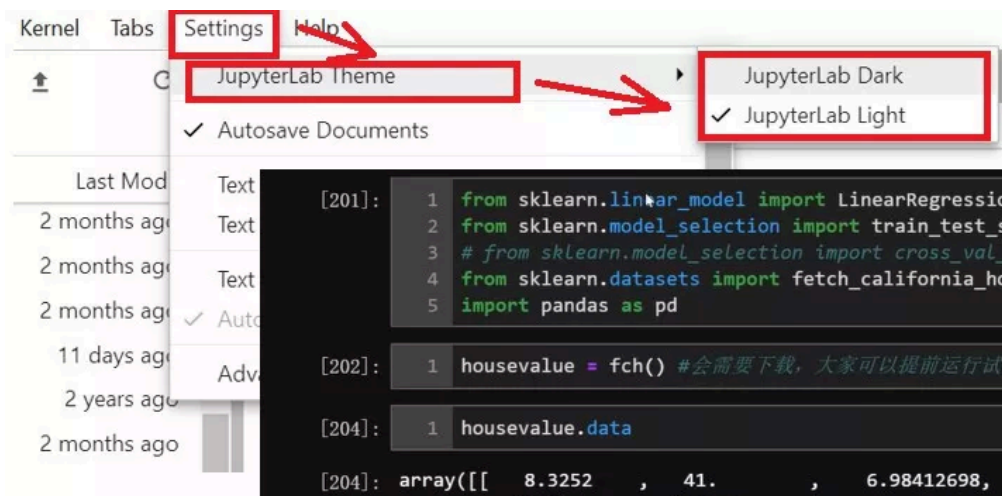 Kernel Tabs Settings Help
JupyterLab Theme
JupyterLab Dark
JupyterLab Light
Autosave Documents
Last Mod
Text
Text
Text
Auto
Adv
2 months ago
2 months ago
2 months ago
11 days ago
2 years ago
2 months ago
[201]:
1 from sklearn.linear_model import LinearRegressio
2 from sklearn.model_selection import train_test_s
3 # from sklearn.model_selection import cross_val_
4 from sklearn.datasets import fetch_california_ho
5 import pandas as pd
[202]: 1 housevalue = fch() #会需要下载，大家可以提前运行试
[204]: 1 housevalue.data
[204]: array([[ 8.3252 , 41. , 6.98412698,